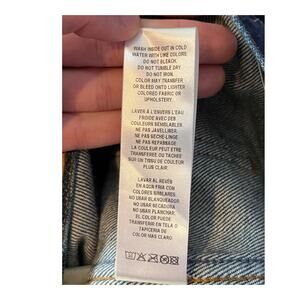 WASH INSIDE OUT IN COLD
WATER WITH LIKE COLORS
DO NOT BLEACH.
DO NOT TUMBLE DRY
DO NOT IRON.
COLOR MAY TRANSFER
OR BLEED ONTO LIGHTER
COLORED FABRIC OR
UPHOLSTERY.
LAVER À L'ENVERS L'EAU
FROIDE AVEC DES
COULEURS SEMBLABLES.
NE PAS JAVELLISER.
NE PAS SÈCHE-LINGE
NE PAS REPASSAGE
LA COULEUR PEUT ÊTRE
TRANSFÉRÉE OU TACHÉE
SUR UN TISSU DE COULEUR
PLUS CLAIR.
LAVAR AL REVÉS
EN AQUA FRIA CON
COLORES SIMILARES.
NO USAR BLANQUEADOR
NO USAR SECADORA
NO USAR PLANCHAR.
EL COLOR PUEDE
TRANSFERIR EN TELA O
TAPICERIA DE
COLOR MAS CLARO.